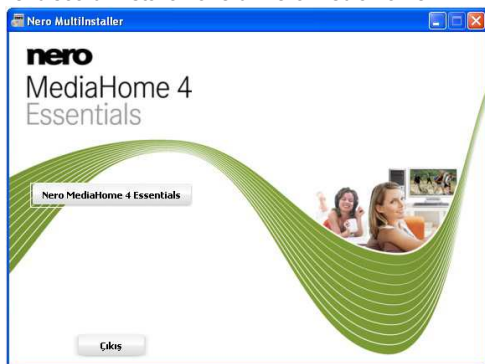 Nero MultiInstaller
nero
MediaHome 4
Essentials
Nero MediaHome 4 Essentials
Çıkış